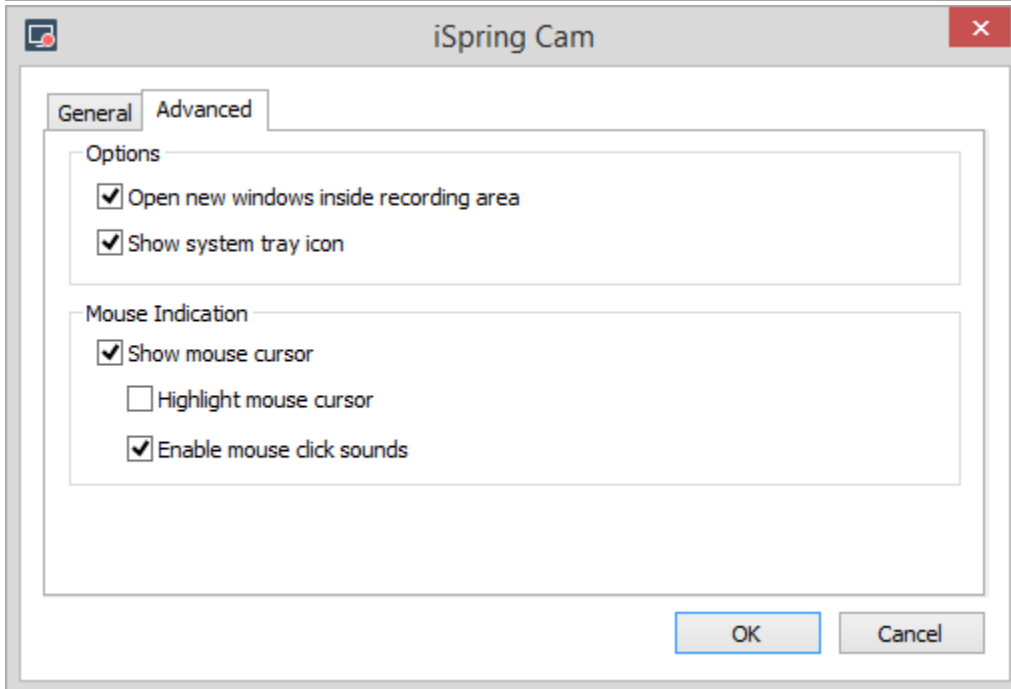 iSpring Cam
General
Advanced
Options
Open new windows inside recording area
Show system tray icon
Mouse Indication
Show mouse cursor
Highlight mouse cursor
Enable mouse click sounds
OK
Cancel